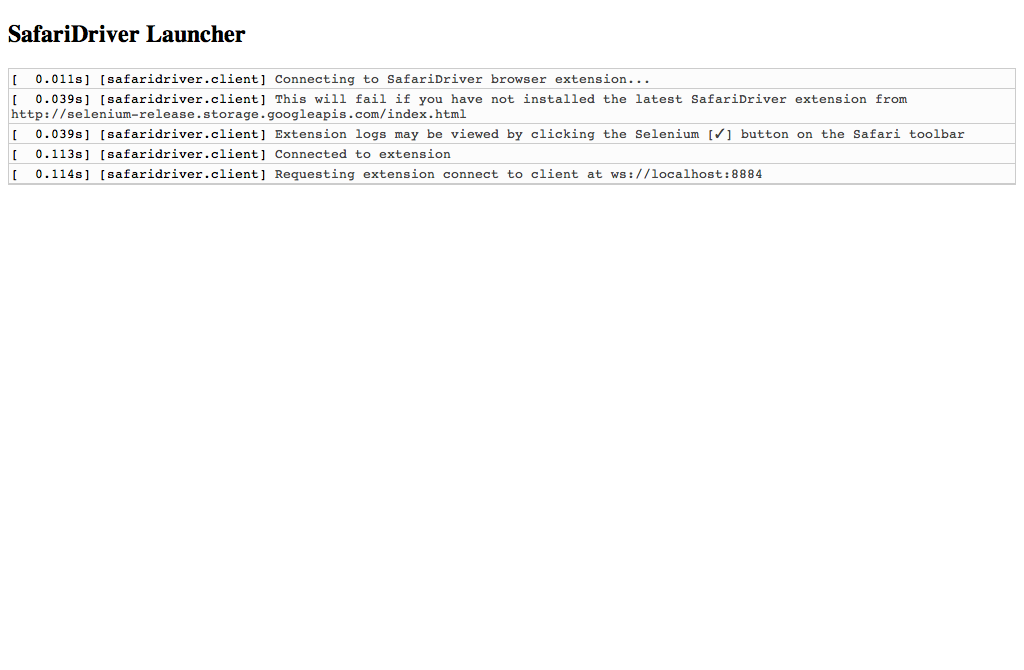 SafariDriver Launcher
[  0.011s] [safaridriver.client] Connecting to SafariDriver browser extension...
[  0.039s] [safaridriver.client] This will fail if you have not installed the latest SafariDriver extension from
http://selenium-release.storage.googleapis.com/index.html
[  0.039s] [safaridriver.client] Extension logs may be viewed by clicking the Selenium [✓] button on the Safari toolbar
[  0.113s] [safaridriver.client] Connected to extension
[  0.114s] [safaridriver.client] Requesting extension connect to client at ws://localhost:8884